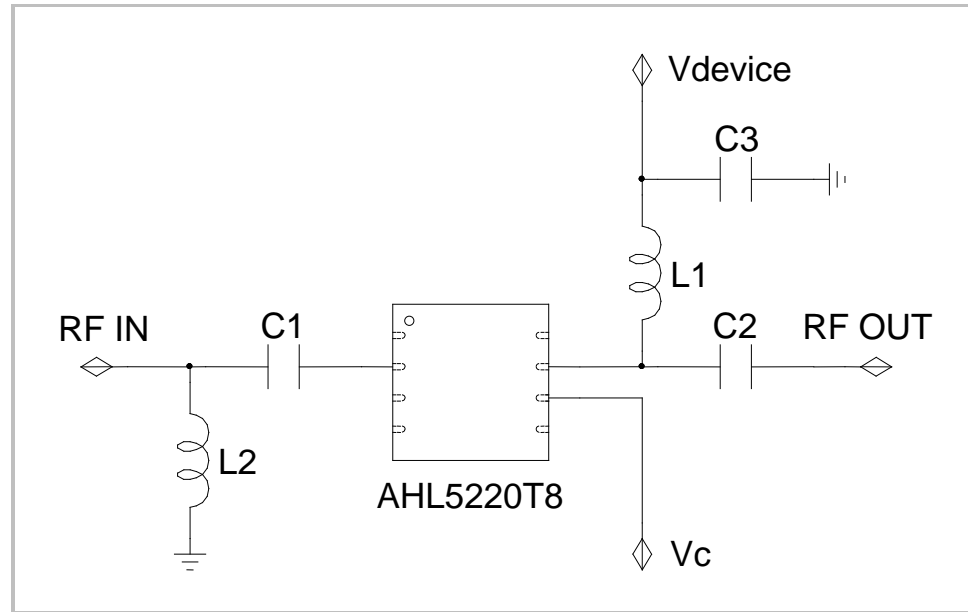 Vdevice
C3
L1
RF IN
C1
C2
RF OUT
L2
AHL5220T8
Vc